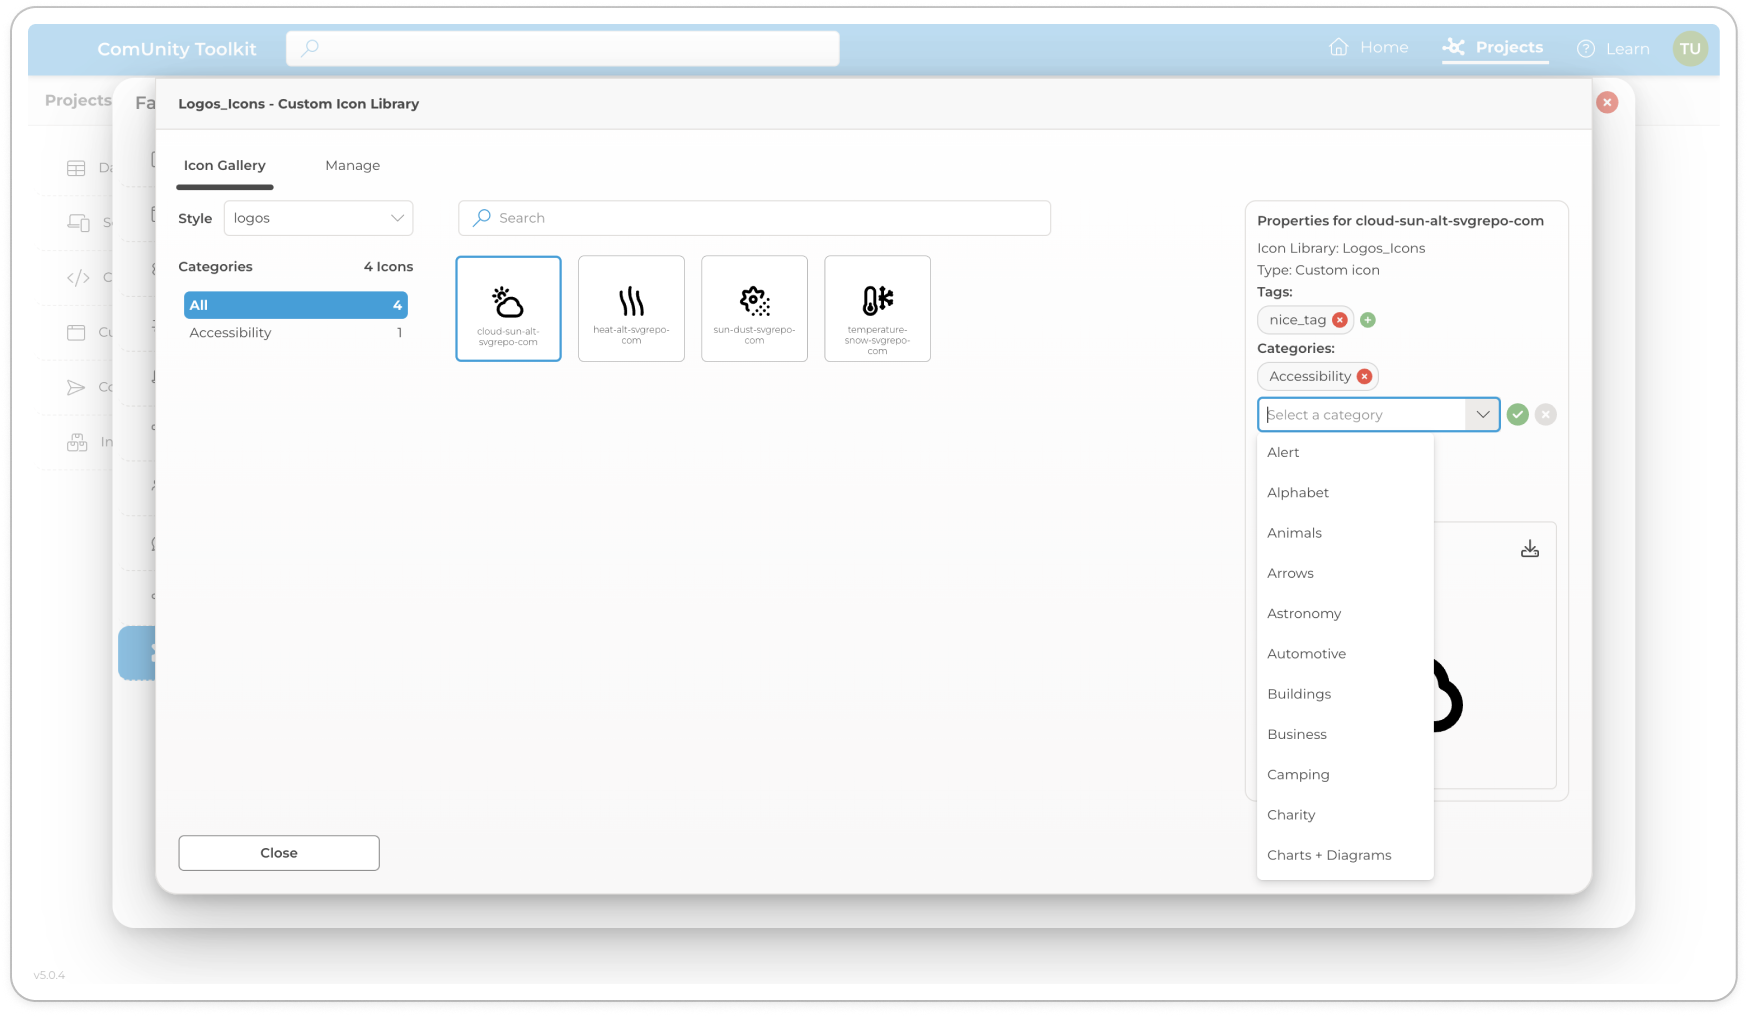 ComUnity Toolkit
Home
Projects
Learn
TU
Projects
Fa
Logos_Icons - Custom Icon Library
Icon Gallery
Manage
Style
logos
Search
Categories
4 Icons
All
4
Accessibility
1
cloud-sun-alt-
svgrepo-com
heat-alt-svgrepo-
com
sun-dust-svgrepo-
com
temperature-
snow-svgrepo-
com
Properties for cloud-sun-alt-svgrepo-com
Icon Library: Logos_Icons
Type: Custom icon
Tags:
nice_tag
Categories:
Accessibility
Select a category
Alert
Alphabet
Animals
Arrows
Astronomy
Automotive
Buildings
Business
Camping
Charity
Charts + Diagrams
Close
Da
Cu
In
v5.0.4